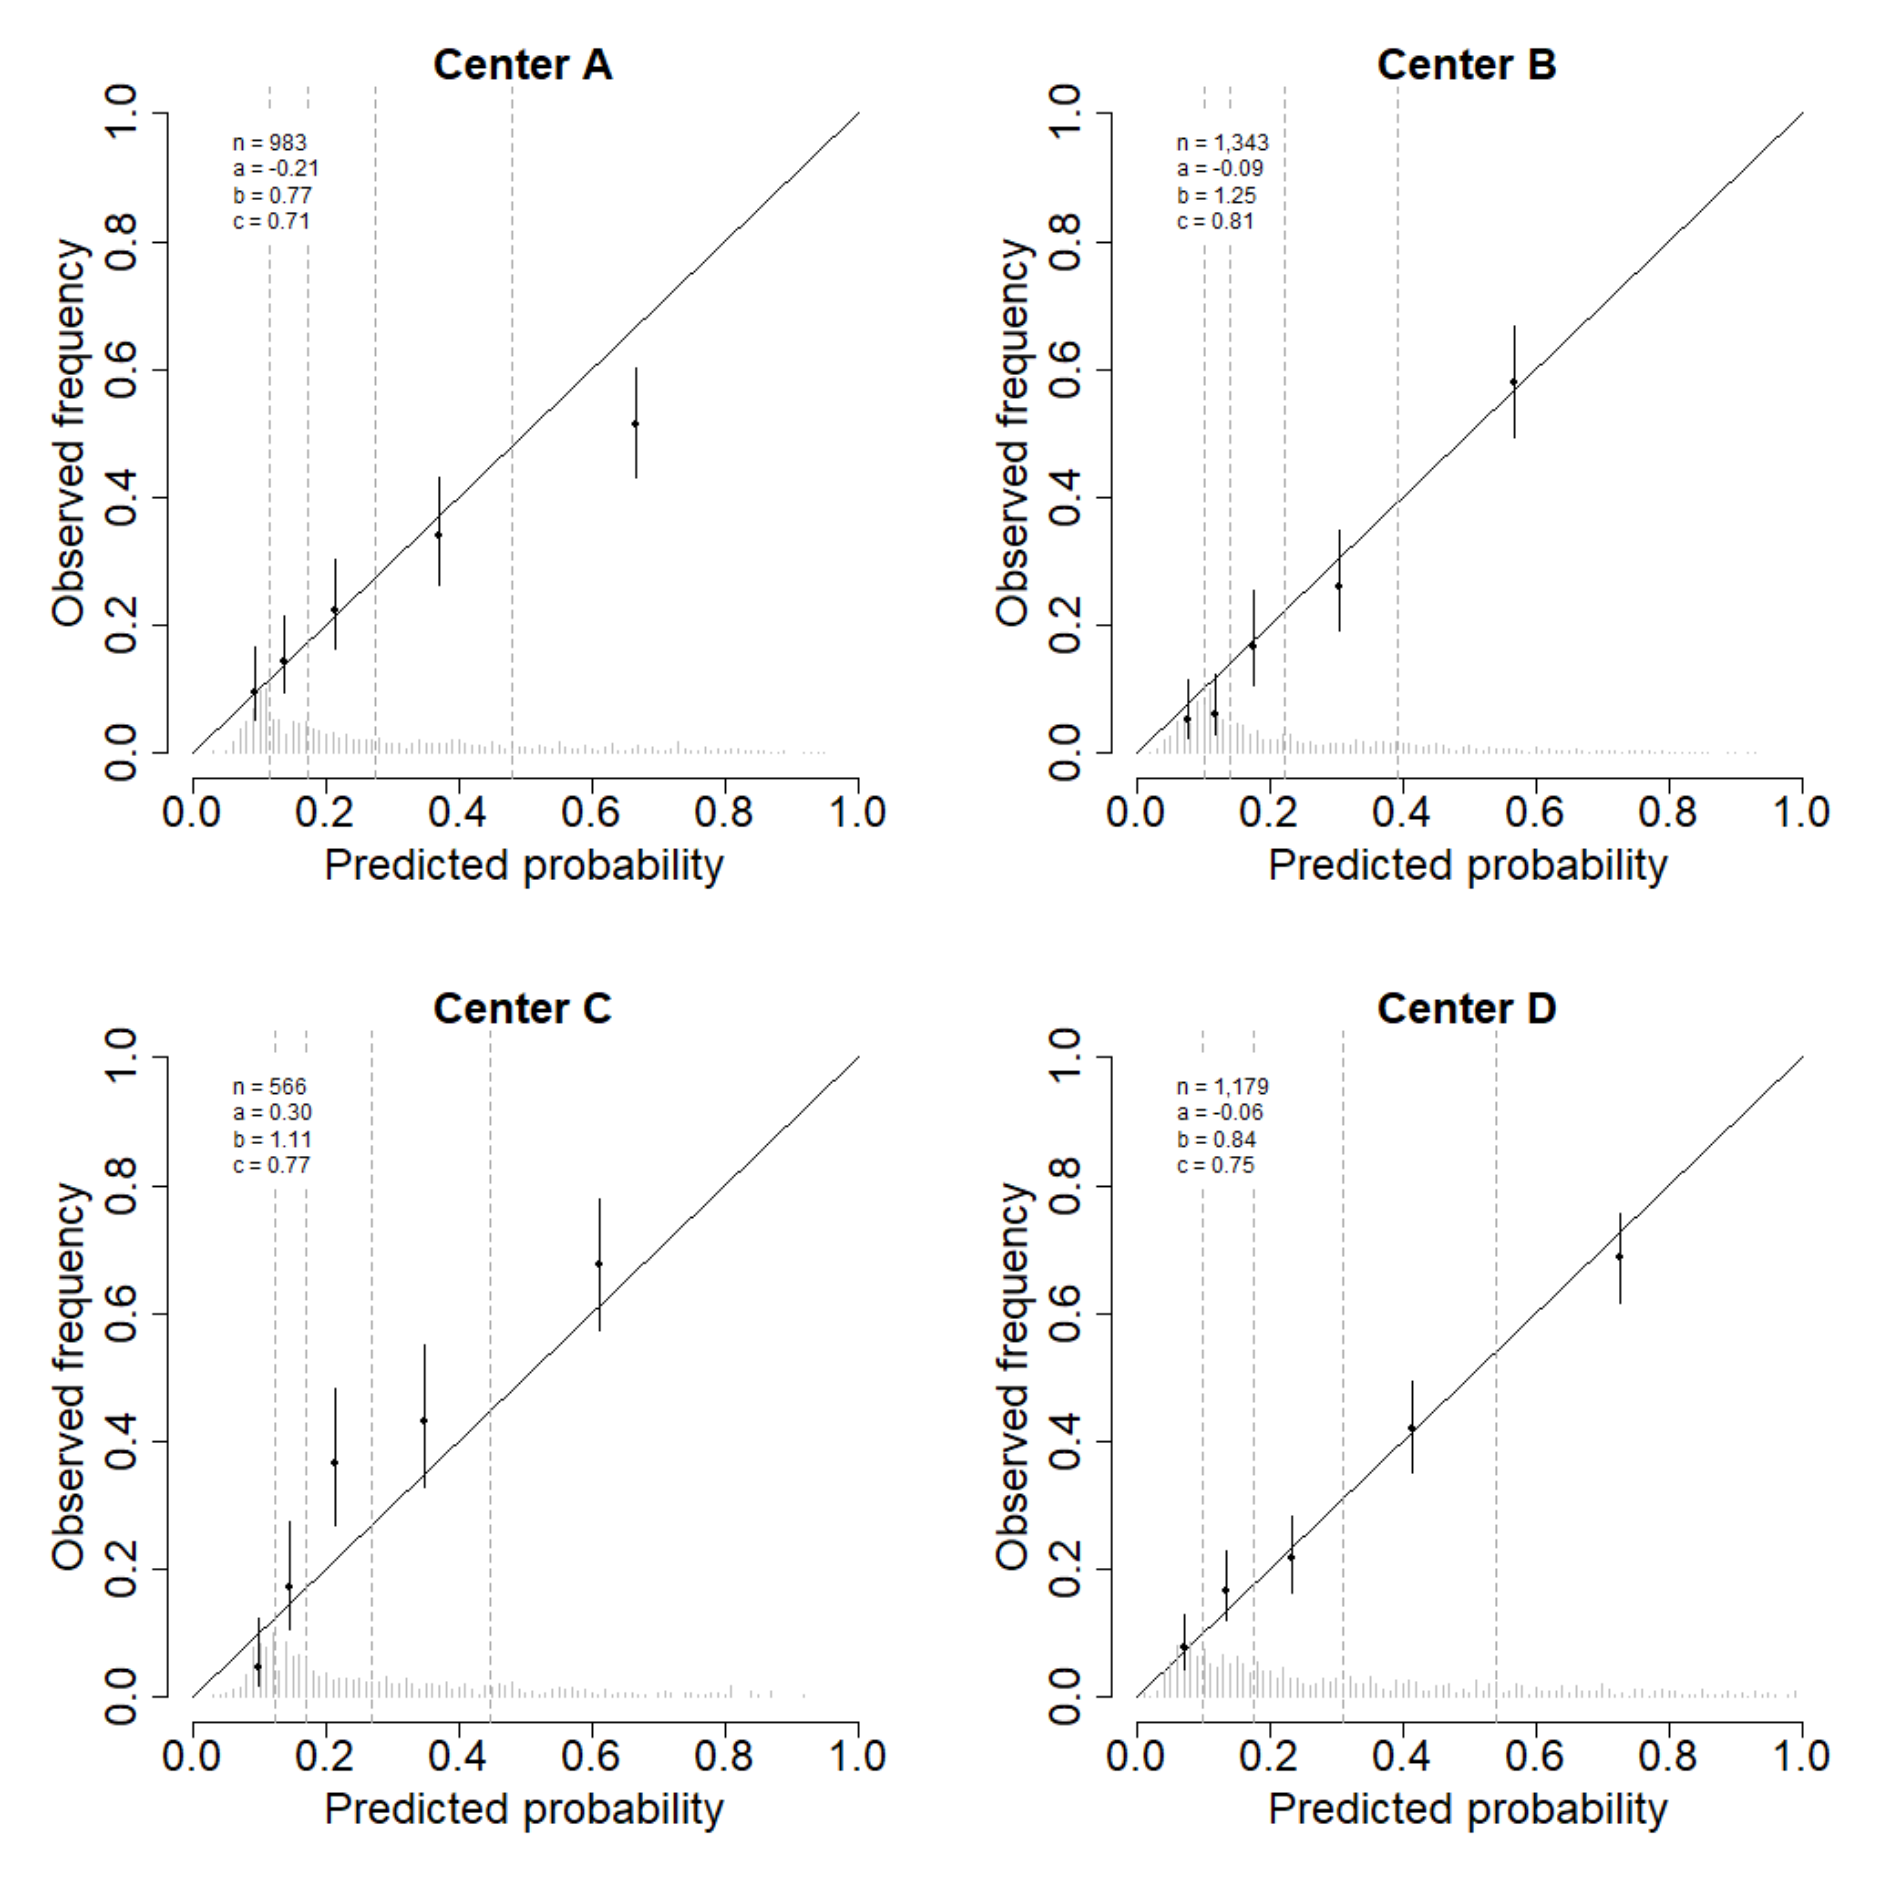 Center A
n = 983
a = -0.21
b = 0.77
c = 0.71
Observed frequency
0.0 0.2 0.4 0.6 0.8 1.0
0.0 0.2 0.4 0.6 0.8 1.0
Predicted probability
Center B
n = 1,343
a = -0.09
b = 1.25
c = 0.81
Observed frequency
0.0 0.2 0.4 0.6 0.8 1.0
0.0 0.2 0.4 0.6 0.8 1.0
Predicted probability
Center C
n = 566
a = 0.30
b = 1.11
c = 0.77
Observed frequency
0.0 0.2 0.4 0.6 0.8 1.0
0.0 0.2 0.4 0.6 0.8 1.0
Predicted probability
Center D
n = 1,179
a = -0.06
b = 0.84
c = 0.75
Observed frequency
0.0 0.2 0.4 0.6 0.8 1.0
0.0 0.2 0.4 0.6 0.8 1.0
Predicted probability